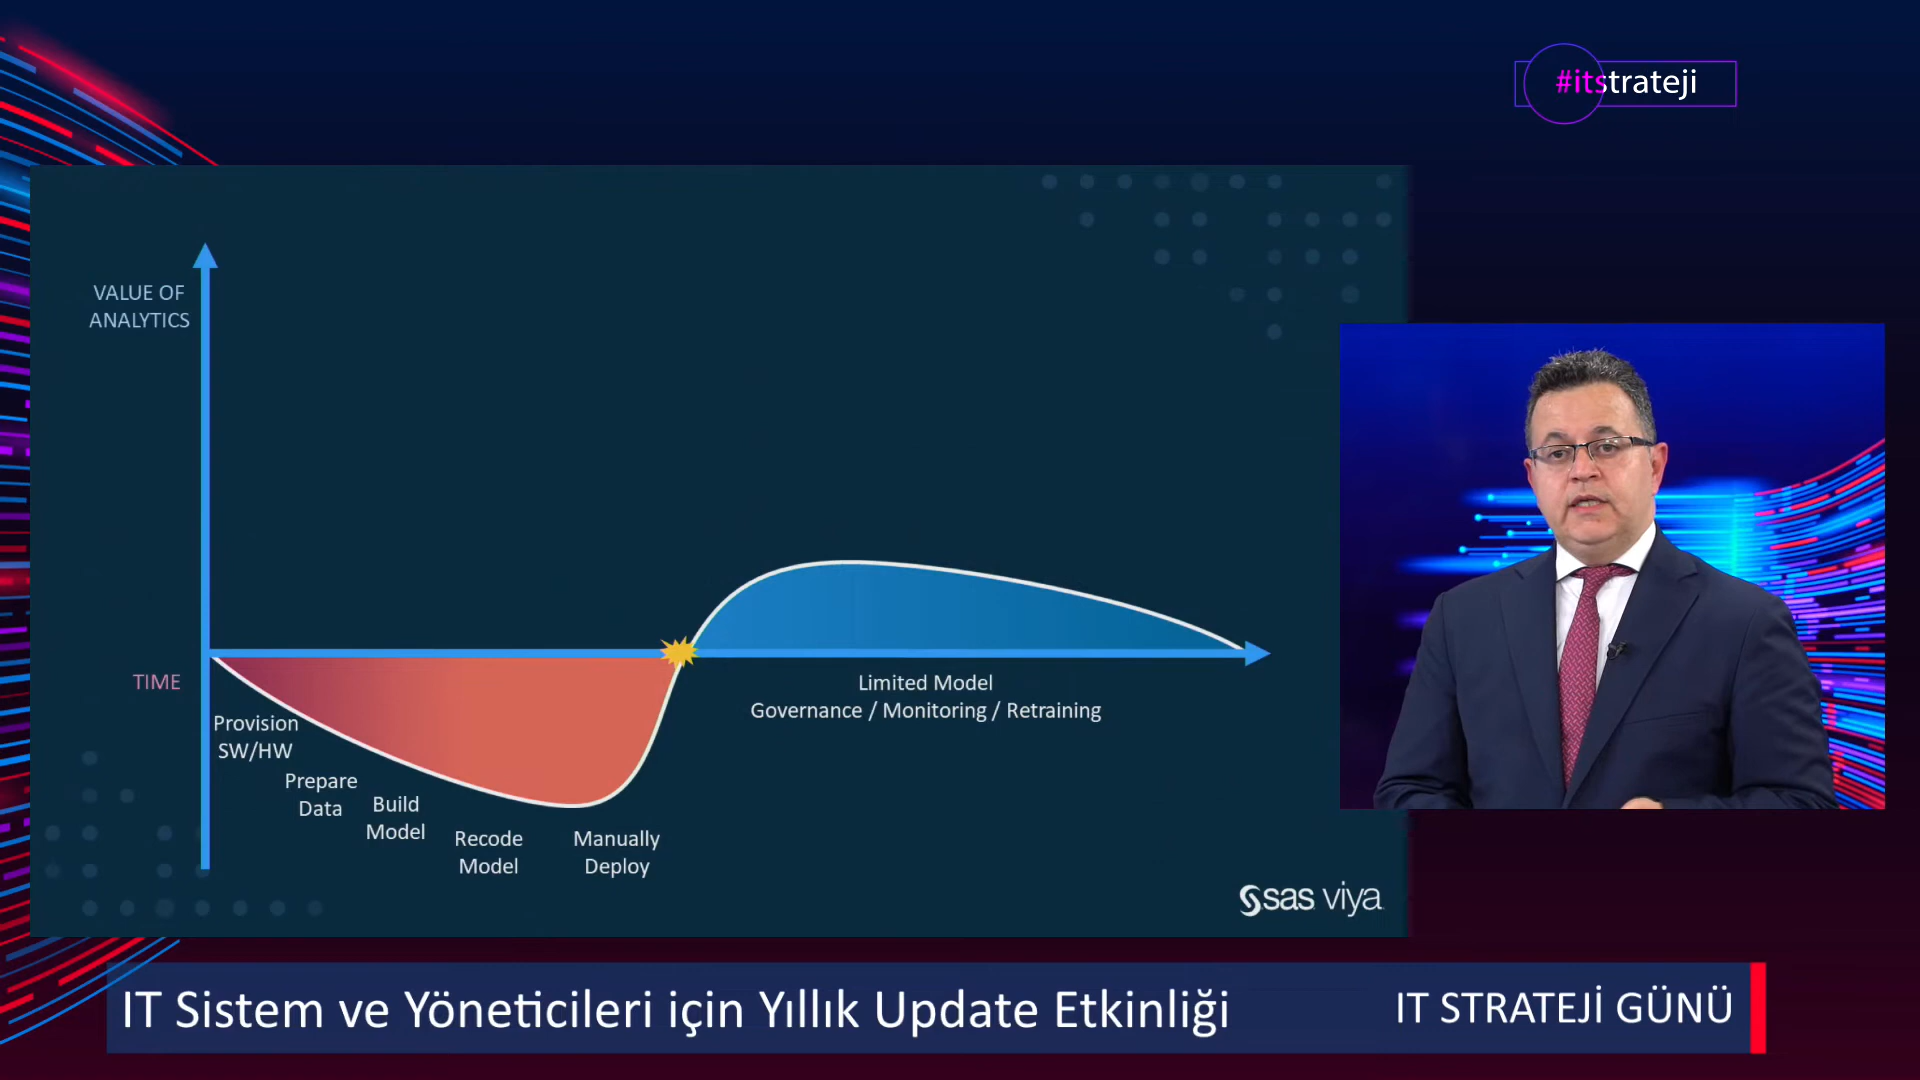 #itstrateji
VALUE OF
ANALYTICS
TIME
Provision
SW/HW
Prepare
Data
Build
Model
Recode
Model
Manually
Deploy
Limited Model
Governance / Monitoring / Retraining
sas viya
IT Sistem ve Yöneticileri için Yıllık Update Etkinliği
IT STRATEJİ GÜNÜ